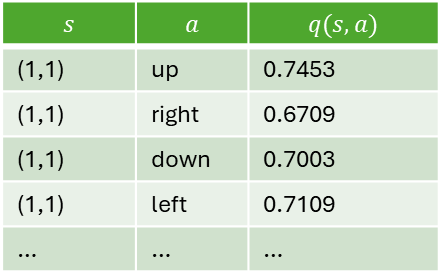 s a q(s, a)
(1,1) up 0.7453
(1,1) right 0.6709
(1,1) down 0.7003
(1,1) left 0.7109
... ... ...